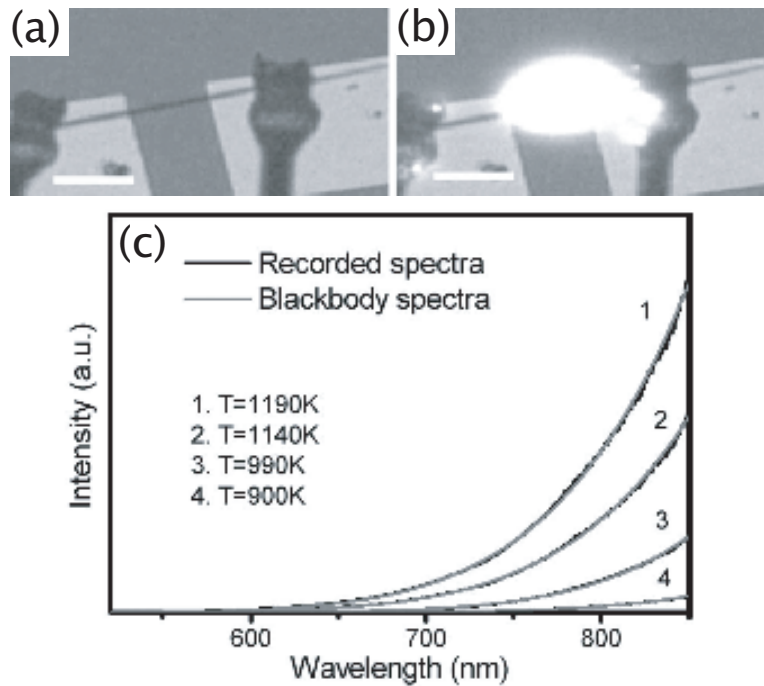 (a)
(b)
(c)
Recorded spectra
Blackbody spectra
1
1. T=1190K
2. T=1140K
3. T=990K
4. T=900K
2
3
4
Intensity (a.u.)
600
700
800
Wavelength (nm)